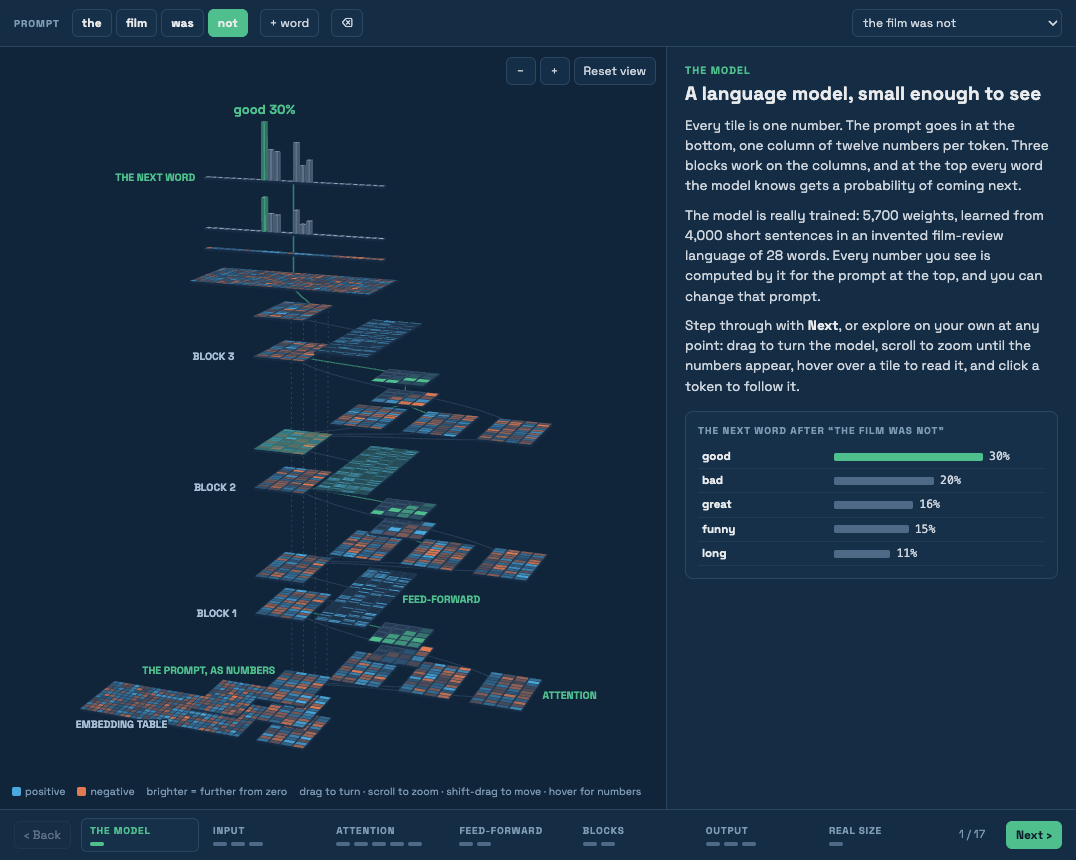 PROMPT the film was not + word ⌫ the film was not
− + Reset view
good 30%
THE NEXT WORD
BLOCK 3
BLOCK 2
FEED-FORWARD
BLOCK 1
THE PROMPT, AS NUMBERS
ATTENTION
EMBEDDING TABLE
positive negative brighter = further from zero drag to turn · scroll to zoom · shift-drag to move · hover for numbers
THE MODEL
A language model, small enough to see
Every tile is one number. The prompt goes in at the
bottom, one column of twelve numbers per token. Three
blocks work on the columns, and at the top every word
the model knows gets a probability of coming next.
The model is really trained: 5,700 weights, learned from
4,000 short sentences in an invented film-review
language of 28 words. Every number you see is
computed by it for the prompt at the top, and you can
change that prompt.
Step through with Next, or explore on your own at any
point: drag to turn the model, scroll to zoom until the
numbers appear, hover over a tile to read it, and click a
token to follow it.
THE NEXT WORD AFTER “THE FILM WAS NOT”
good 30%
bad 20%
great 16%
funny 15%
long 11%
‹ Back THE MODEL INPUT ATTENTION FEED-FORWARD BLOCKS OUTPUT REAL SIZE 1 / 17 Next ›